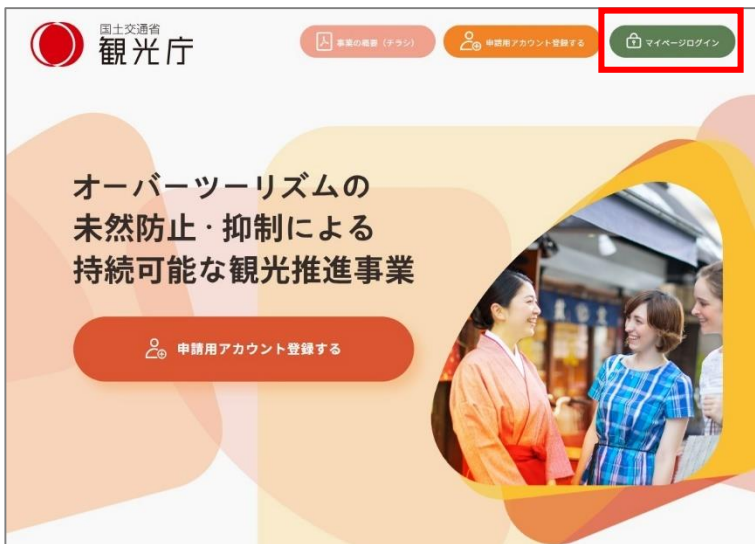 国土交通省
観光庁
事業の概要(チラシ)
申請用アカウント登録する
マイページログイン
オーバーツーリズムの
未然防止・抑制による
持続可能な観光推進事業
申請用アカウント登録する